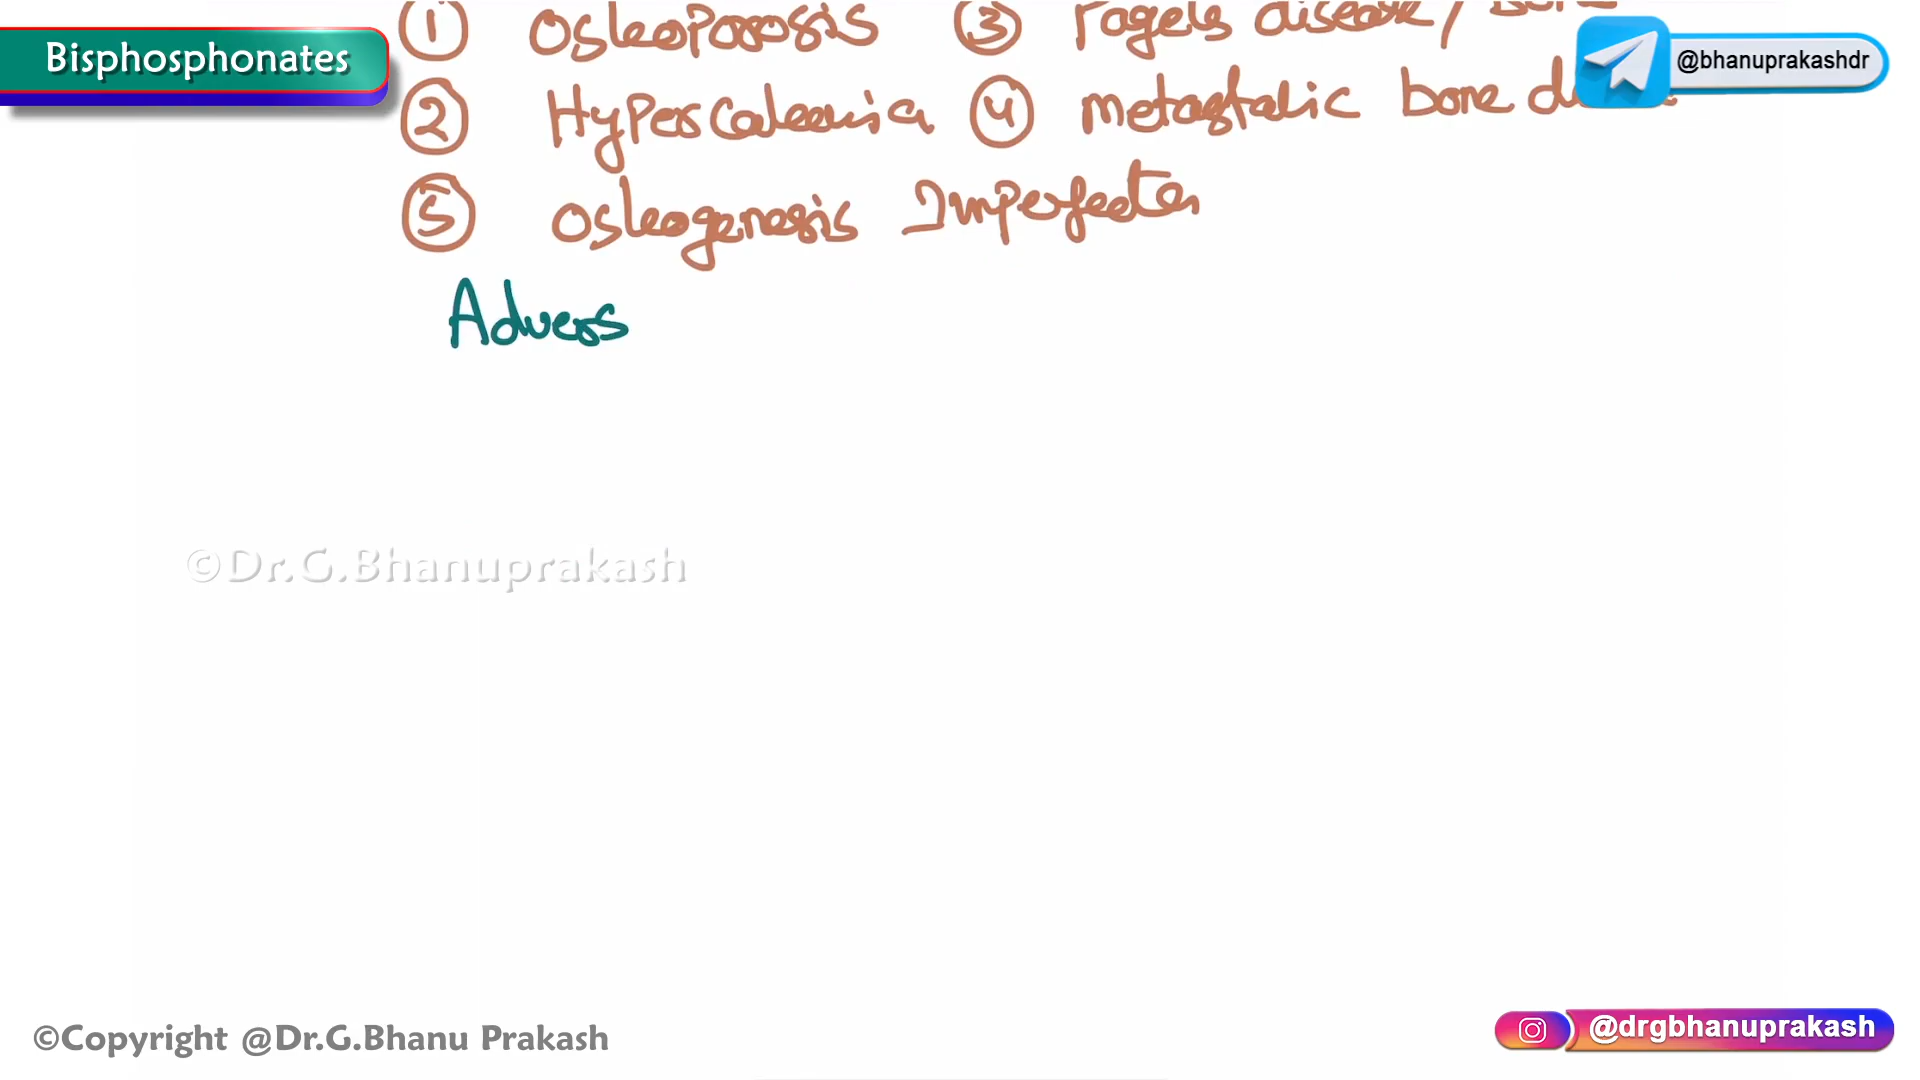 Bisphosphonates
① Osteoporosis ③ Pagets disease / Bone
@bhanuprakashdr
② Hypercalcemia ④ metastatic bone
⑤ Osteogenesis Imperfecta
Advers
©Dr.G.Bhanuprakash
©Copyright @Dr.G.Bhanu Prakash
@drgbhanuprakash